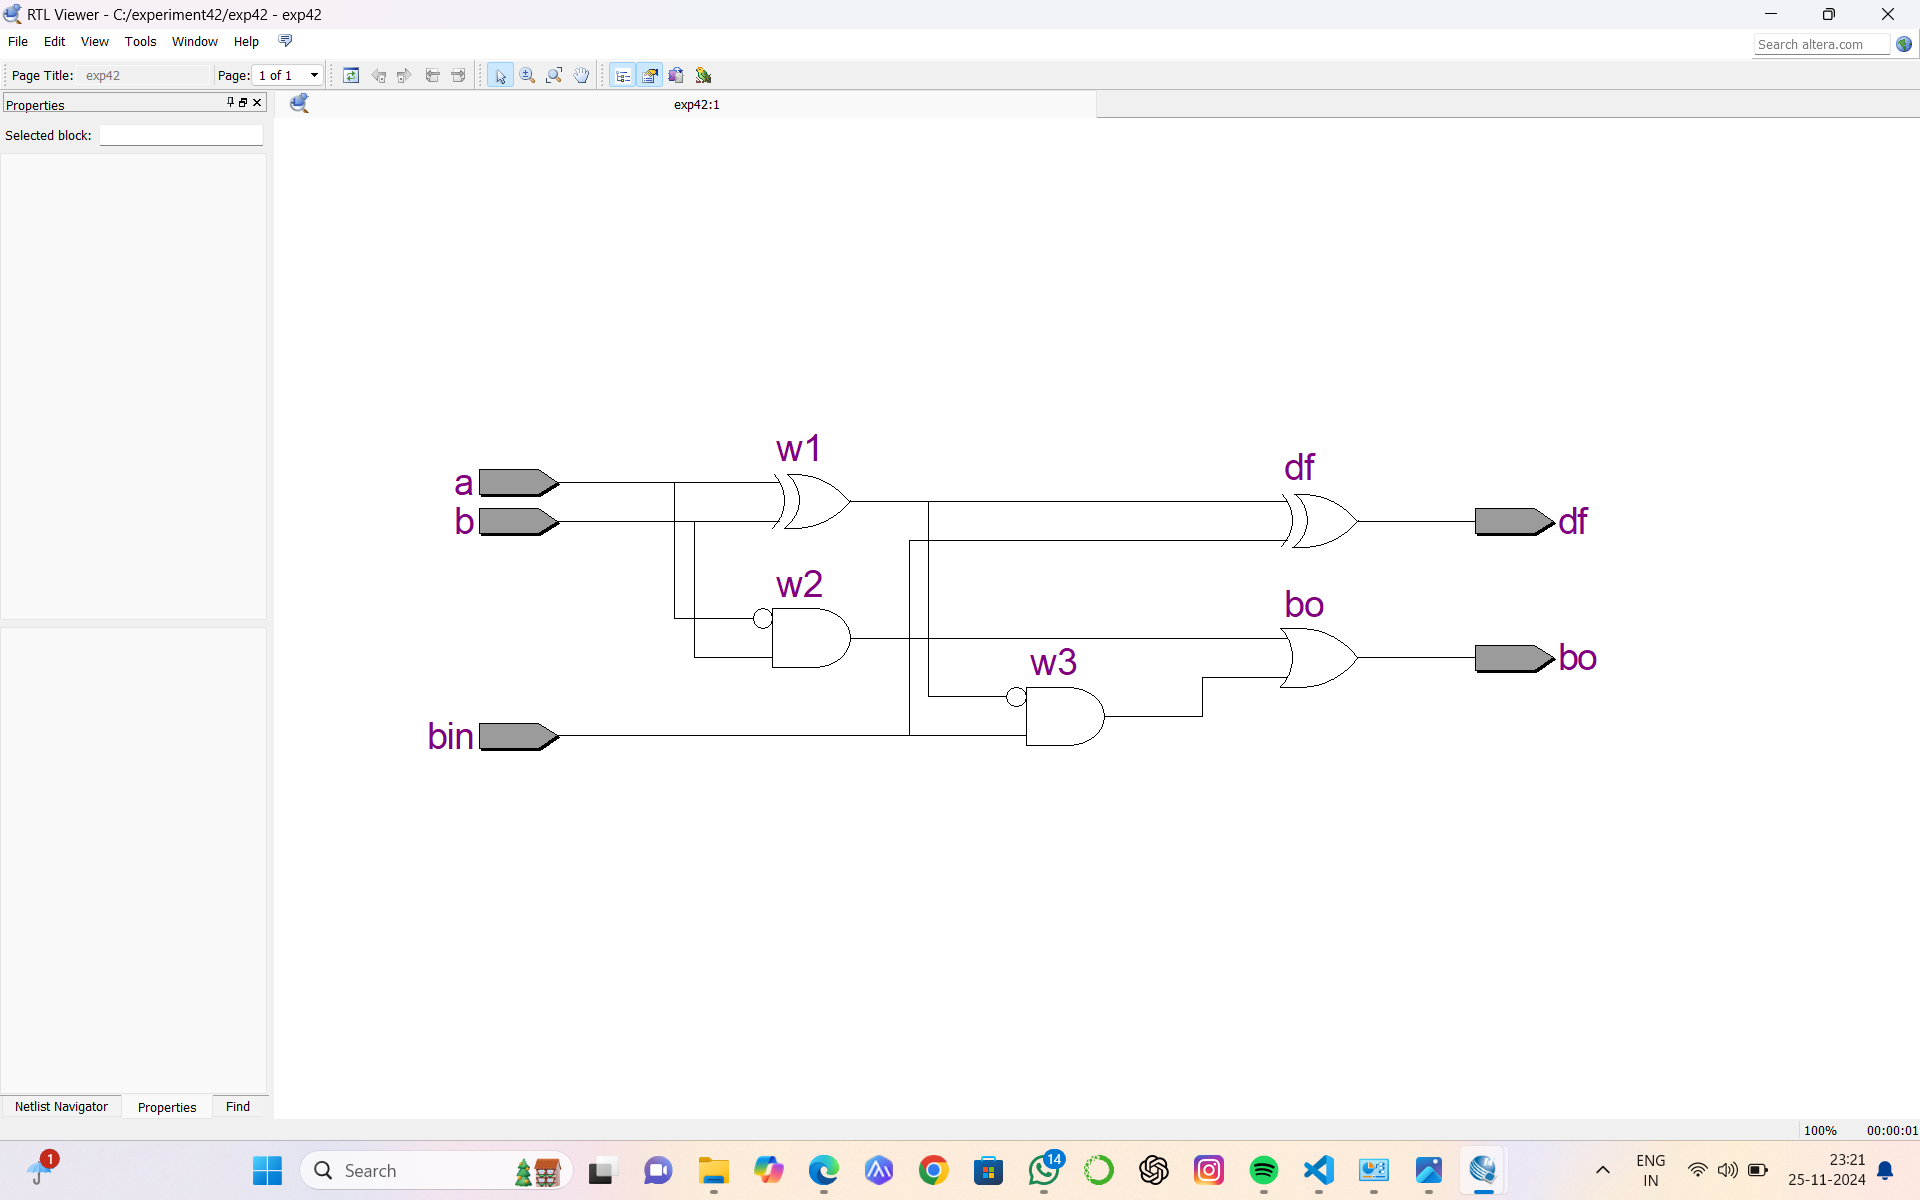 RTL Viewer - C:/experiment42/exp42 - exp42
File Edit View Tools Window Help
Search altera.com
Page Title: exp42 Page: 1 of 1
Properties
exp42:1
Selected block:
w1
df
a
b
df
w2
bo
w3
bo
bin
Netlist Navigator Properties Find
100% 00:00:01
1
Search
14
ENG
IN
23:21
25-11-2024